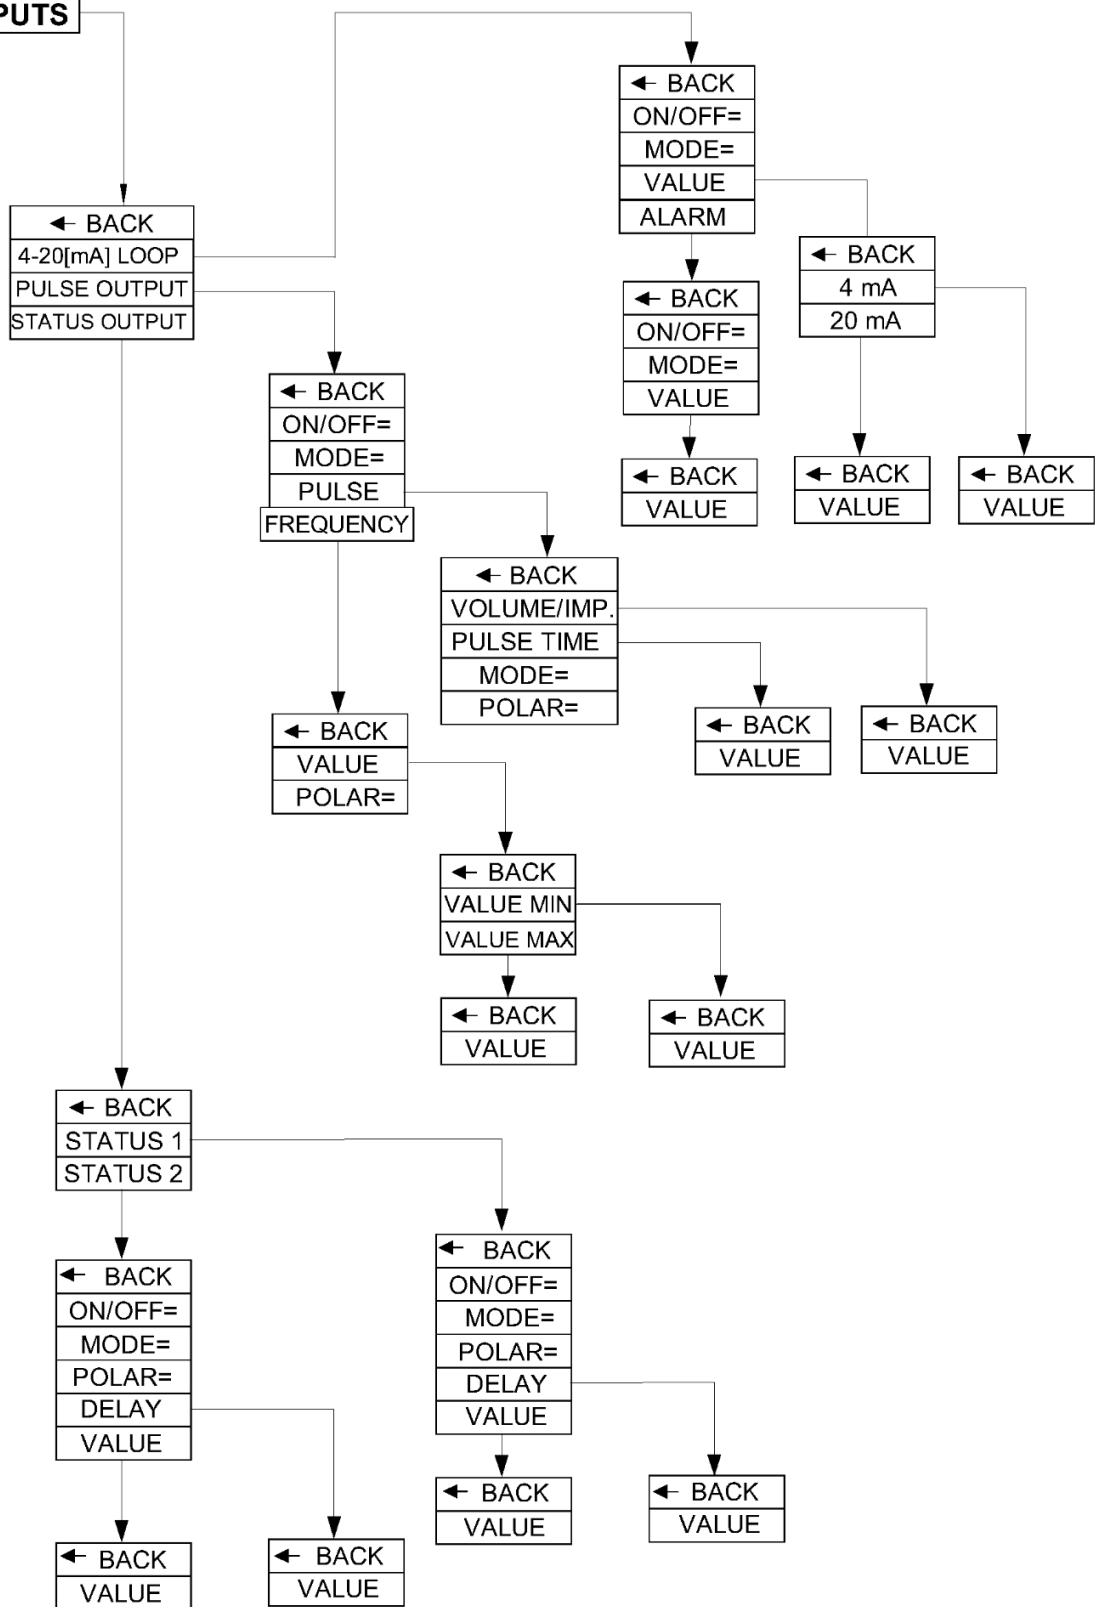 PUTS
← BACK
ON/OFF=
MODE=
VALUE
ALARM
← BACK
4-20[mA] LOOP
PULSE OUTPUT
STATUS OUTPUT
← BACK
4 mA
20 mA
← BACK
ON/OFF=
MODE=
VALUE
← BACK
ON/OFF=
MODE=
PULSE
FREQUENCY
← BACK
VALUE
← BACK
VALUE
← BACK
VALUE
← BACK
VOLUME/IMP.
PULSE TIME
MODE=
POLAR=
← BACK
VALUE
← BACK
VALUE
← BACK
VALUE
POLAR=
← BACK
VALUE MIN
VALUE MAX
← BACK
VALUE
← BACK
VALUE
← BACK
STATUS 1
STATUS 2
← BACK
ON/OFF=
MODE=
POLAR=
DELAY
VALUE
← BACK
ON/OFF=
MODE=
POLAR=
DELAY
VALUE
← BACK
VALUE
← BACK
VALUE
← BACK
VALUE
← BACK
VALUE